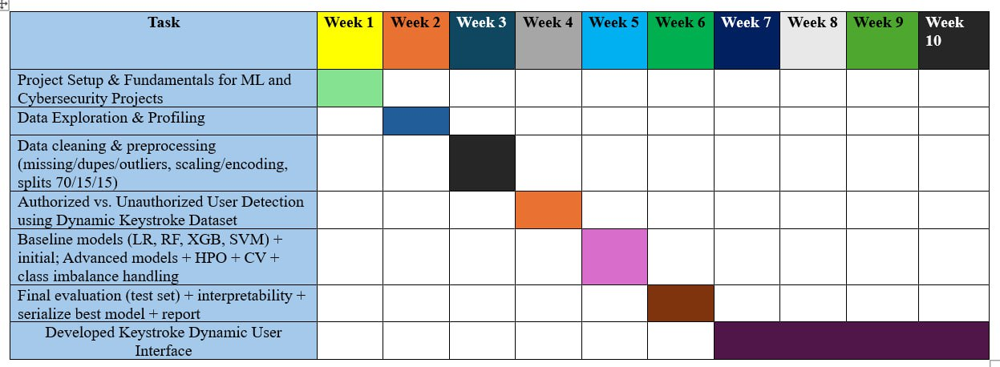 Task Week 1 Week 2 Week 3 Week 4 Week 5 Week 6 Week 7 Week 8 Week 9 Week
10
Project Setup & Fundamentals for ML and
Cybersecurity Projects
Data Exploration & Profiling
Data cleaning & preprocessing
(missing/dupes/outliers, scaling/encoding,
splits 70/15/15)
Authorized vs. Unauthorized User Detection
using Dynamic Keystroke Dataset
Baseline models (LR, RF, XGB, SVM) +
initial; Advanced models + HPO + CV +
class imbalance handling
Final evaluation (test set) + interpretability +
serialize best model + report
Developed Keystroke Dynamic User
Interface